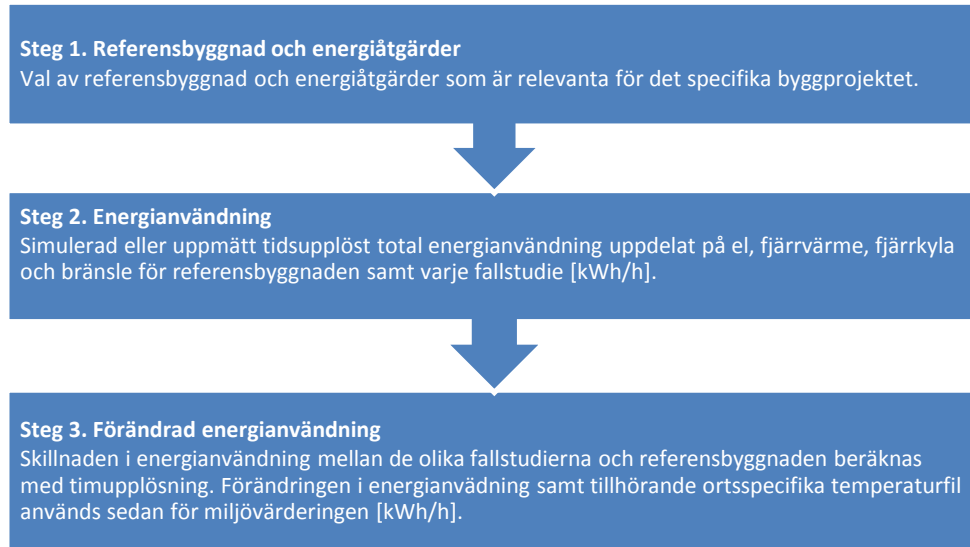 Steg 1. Referensbyggnad och energiåtgärder
Val av referensbyggnad och energiåtgärder som är relevanta för det specifika byggprojektet.
Steg 2. Energianvändning
Simulerad eller uppmätt tidsupplöst total energianvändning uppdelat på el, fjärrvärme, fjärrkyla
och bränsle för referensbyggnaden samt varje fallstudie [kWh/h].
Steg 3. Förändrad energianvändning
Skillnaden i energianvändning mellan de olika fallstudierna och referensbyggnaden beräknas
med timupplösning. Förändringen i energianvädning samt tillhörande ortsspecifika temperaturfil
används sedan för miljövärderingen [kWh/h].